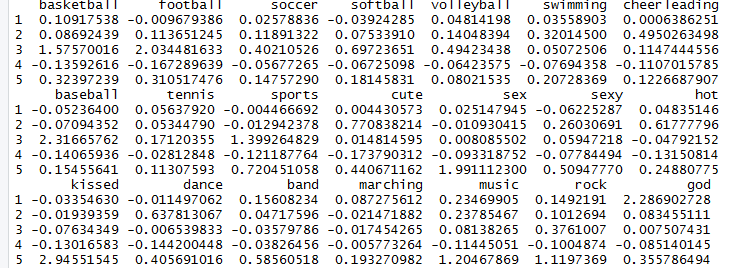 basketball football soccer softball volleyball swimming cheerleading
1 0.10917538 -0.009679386 0.02578836 -0.03924285 0.04814198 0.03558903 0.0006386251
2 0.08692439 0.113651245 0.11891322 0.07533910 0.14048394 0.32014500 0.4950263498
3 1.57570016 2.034481633 0.40210526 0.69723651 0.49423438 0.05072506 0.1147444556
4 -0.13592616 -0.167289639 -0.05677265 -0.06725098 -0.06423575 -0.07694358 -0.1107015785
5 0.32397239 0.310517476 0.14757290 0.18145831 0.08021535 0.20728369 0.1226687907
baseball tennis sports cute sex sexy hot
1 -0.05236400 0.05637920 -0.004466692 0.004430573 0.025147945 -0.06225287 0.04835146
2 -0.07094352 0.05344790 -0.012942378 0.770838214 -0.010930415 0.26030691 0.61777796
3 2.31665762 0.17120355 1.399264829 0.014814595 0.008085502 0.05947218 -0.04792152
4 -0.14065936 -0.02812848 -0.121187764 -0.173790312 -0.093318752 -0.07784494 -0.13150814
5 0.15455641 0.11307593 0.720451058 0.440671162 1.991112300 0.50947770 0.24880775
kissed dance band marching music rock god
1 -0.03354630 -0.011497062 0.15608234 0.087275612 0.23469905 0.1492191 2.286902728
2 -0.01939359 0.637813067 0.04717596 -0.021471882 0.23785467 0.1012694 0.083455111
3 -0.07634349 -0.006539833 -0.03579786 -0.017454265 0.08138265 0.3761007 0.007507431
4 -0.13016583 -0.144200448 -0.03826456 -0.005773264 -0.11445051 -0.1004874 -0.085140145
5 2.94551545 0.405691016 0.58560518 0.193270982 1.20467869 1.1197369 0.355786494